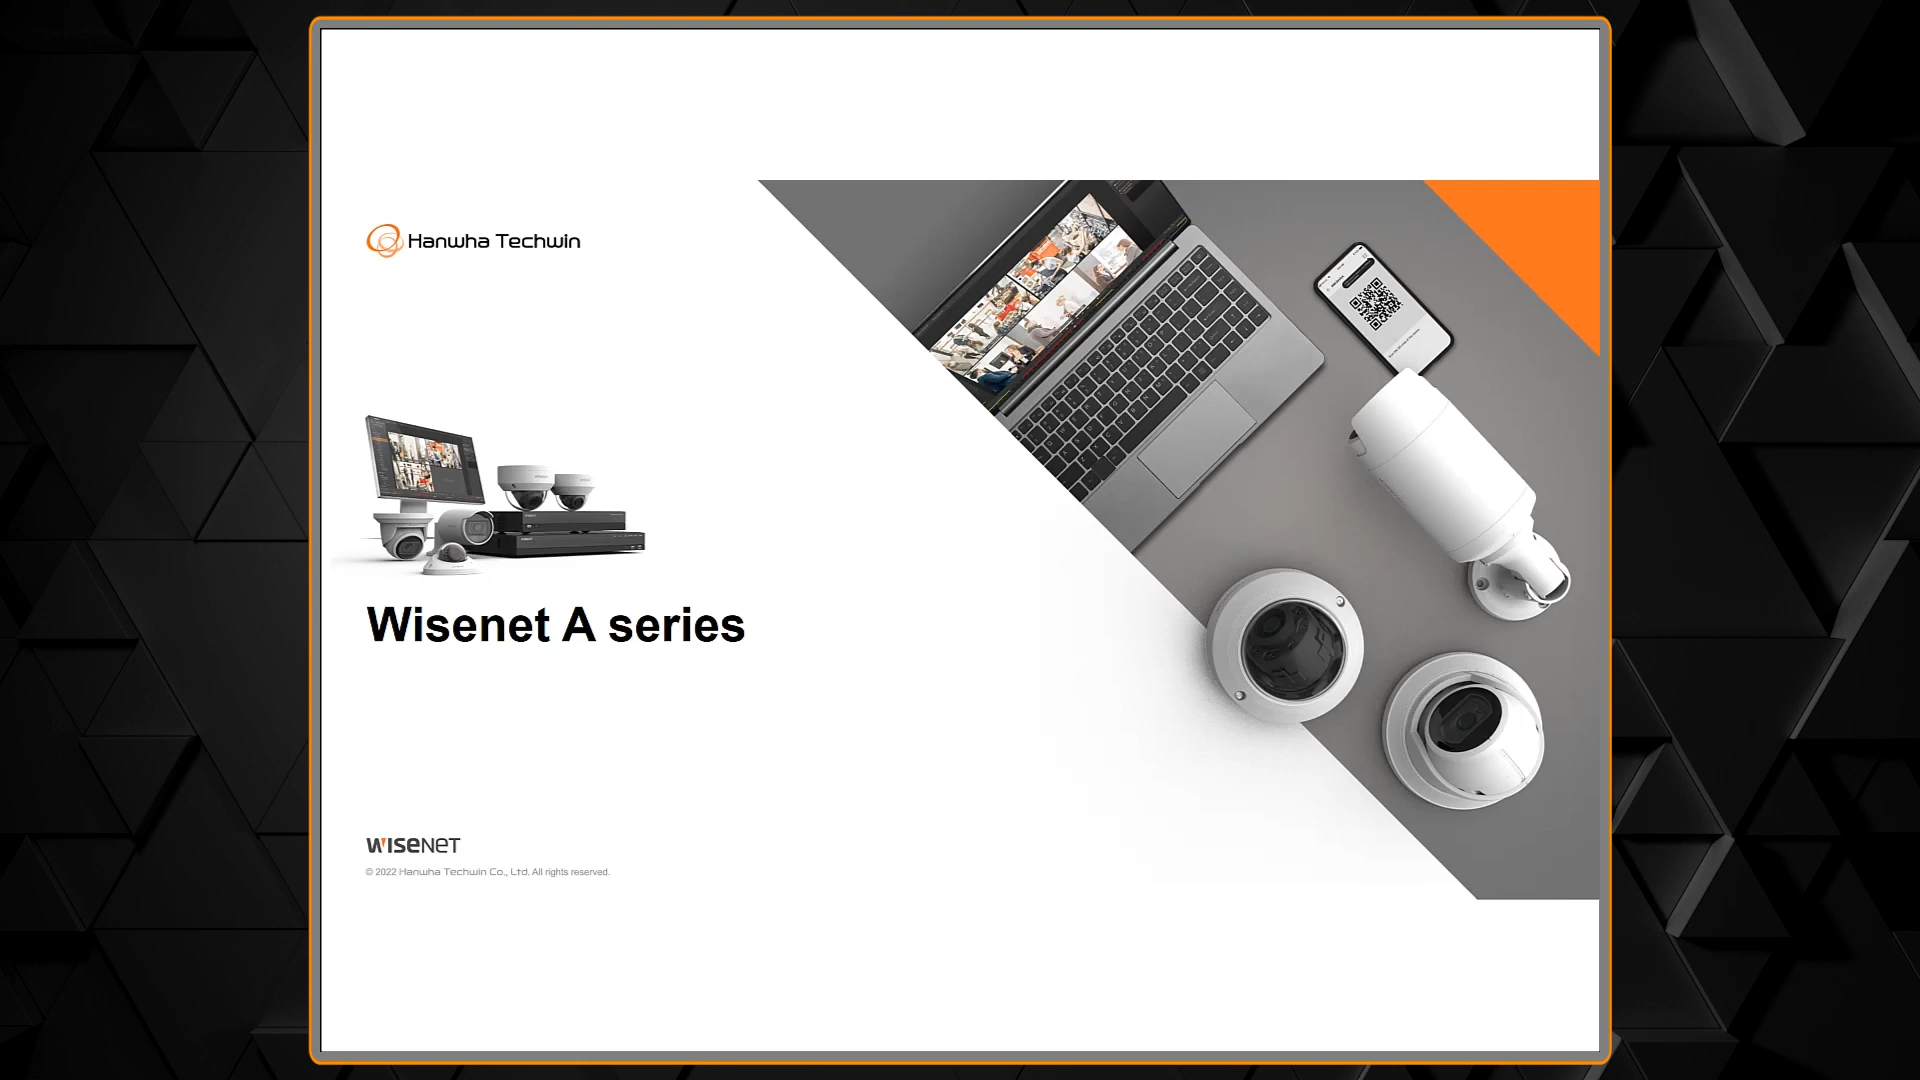 Hanwha Techwin
Wisenet A series
WISENET
© 2022 Hanwha Techwin Co., Ltd. All rights reserved.